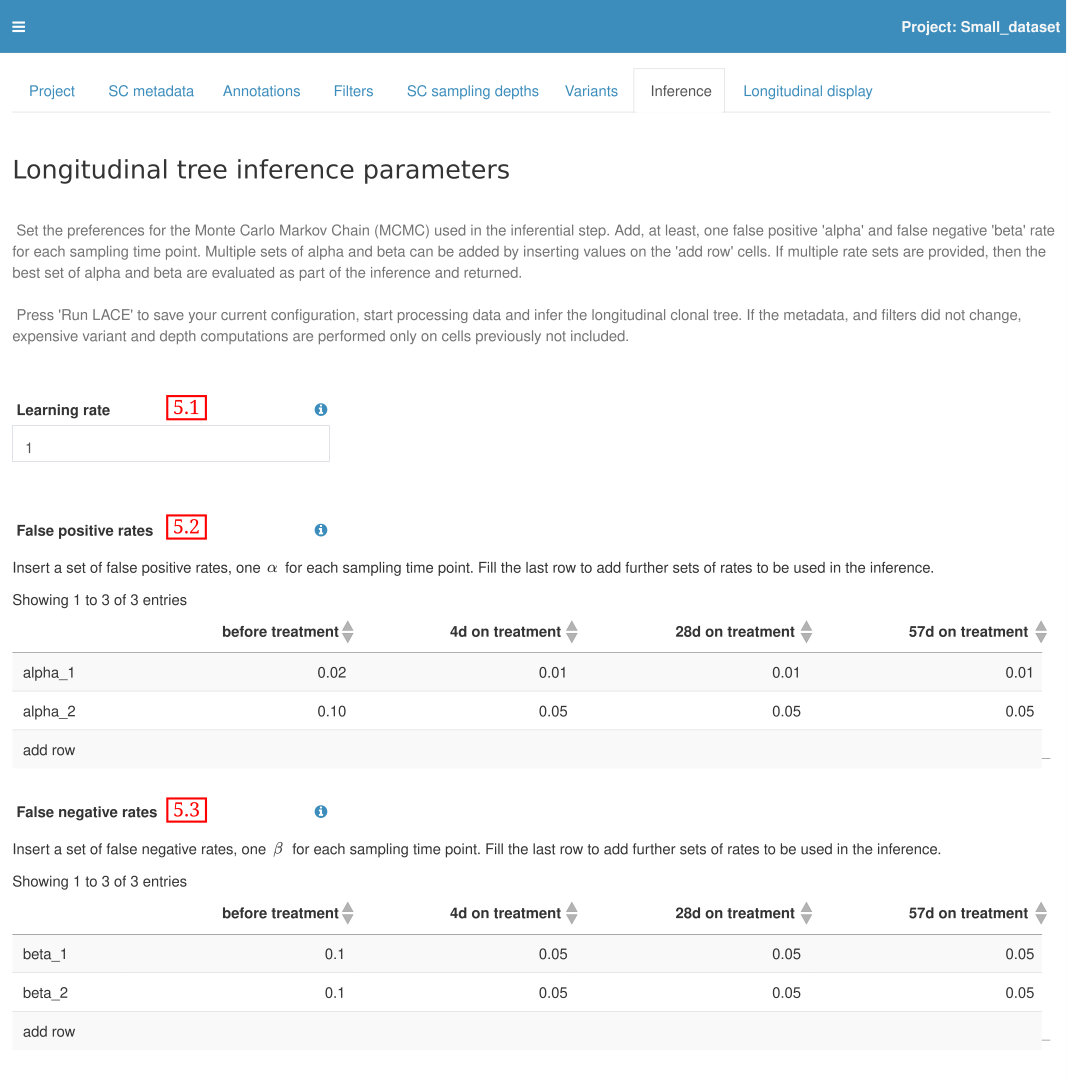 Project: Small_dataset
Project SC metadata Annotations Filters SC sampling depths Variants Inference Longitudinal display
Longitudinal tree inference parameters
Set the preferences for the Monte Carlo Markov Chain (MCMC) used in the inferential step. Add, at least, one false positive 'alpha' and false negative 'beta' rate
for each sampling time point. Multiple sets of alpha and beta can be added by inserting values on the 'add row' cells. If multiple rate sets are provided, then the
best set of alpha and beta are evaluated as part of the inference and returned.
Press 'Run LACE' to save your current configuration, start processing data and infer the longitudinal clonal tree. If the metadata, and filters did not change,
expensive variant and depth computations are performed only on cells previously not included.
Learning rate 5.1
1
False positive rates 5.2
Insert a set of false positive rates, one α for each sampling time point. Fill the last row to add further sets of rates to be used in the inference.
Showing 1 to 3 of 3 entries
before treatment 4d on treatment 28d on treatment 57d on treatment
alpha_1 0.02 0.01 0.01 0.01
alpha_2 0.10 0.05 0.05 0.05
add row
False negative rates 5.3
Insert a set of false negative rates, one β for each sampling time point. Fill the last row to add further sets of rates to be used in the inference.
Showing 1 to 3 of 3 entries
before treatment 4d on treatment 28d on treatment 57d on treatment
beta_1 0.1 0.05 0.05 0.05
beta_2 0.1 0.05 0.05 0.05
add row